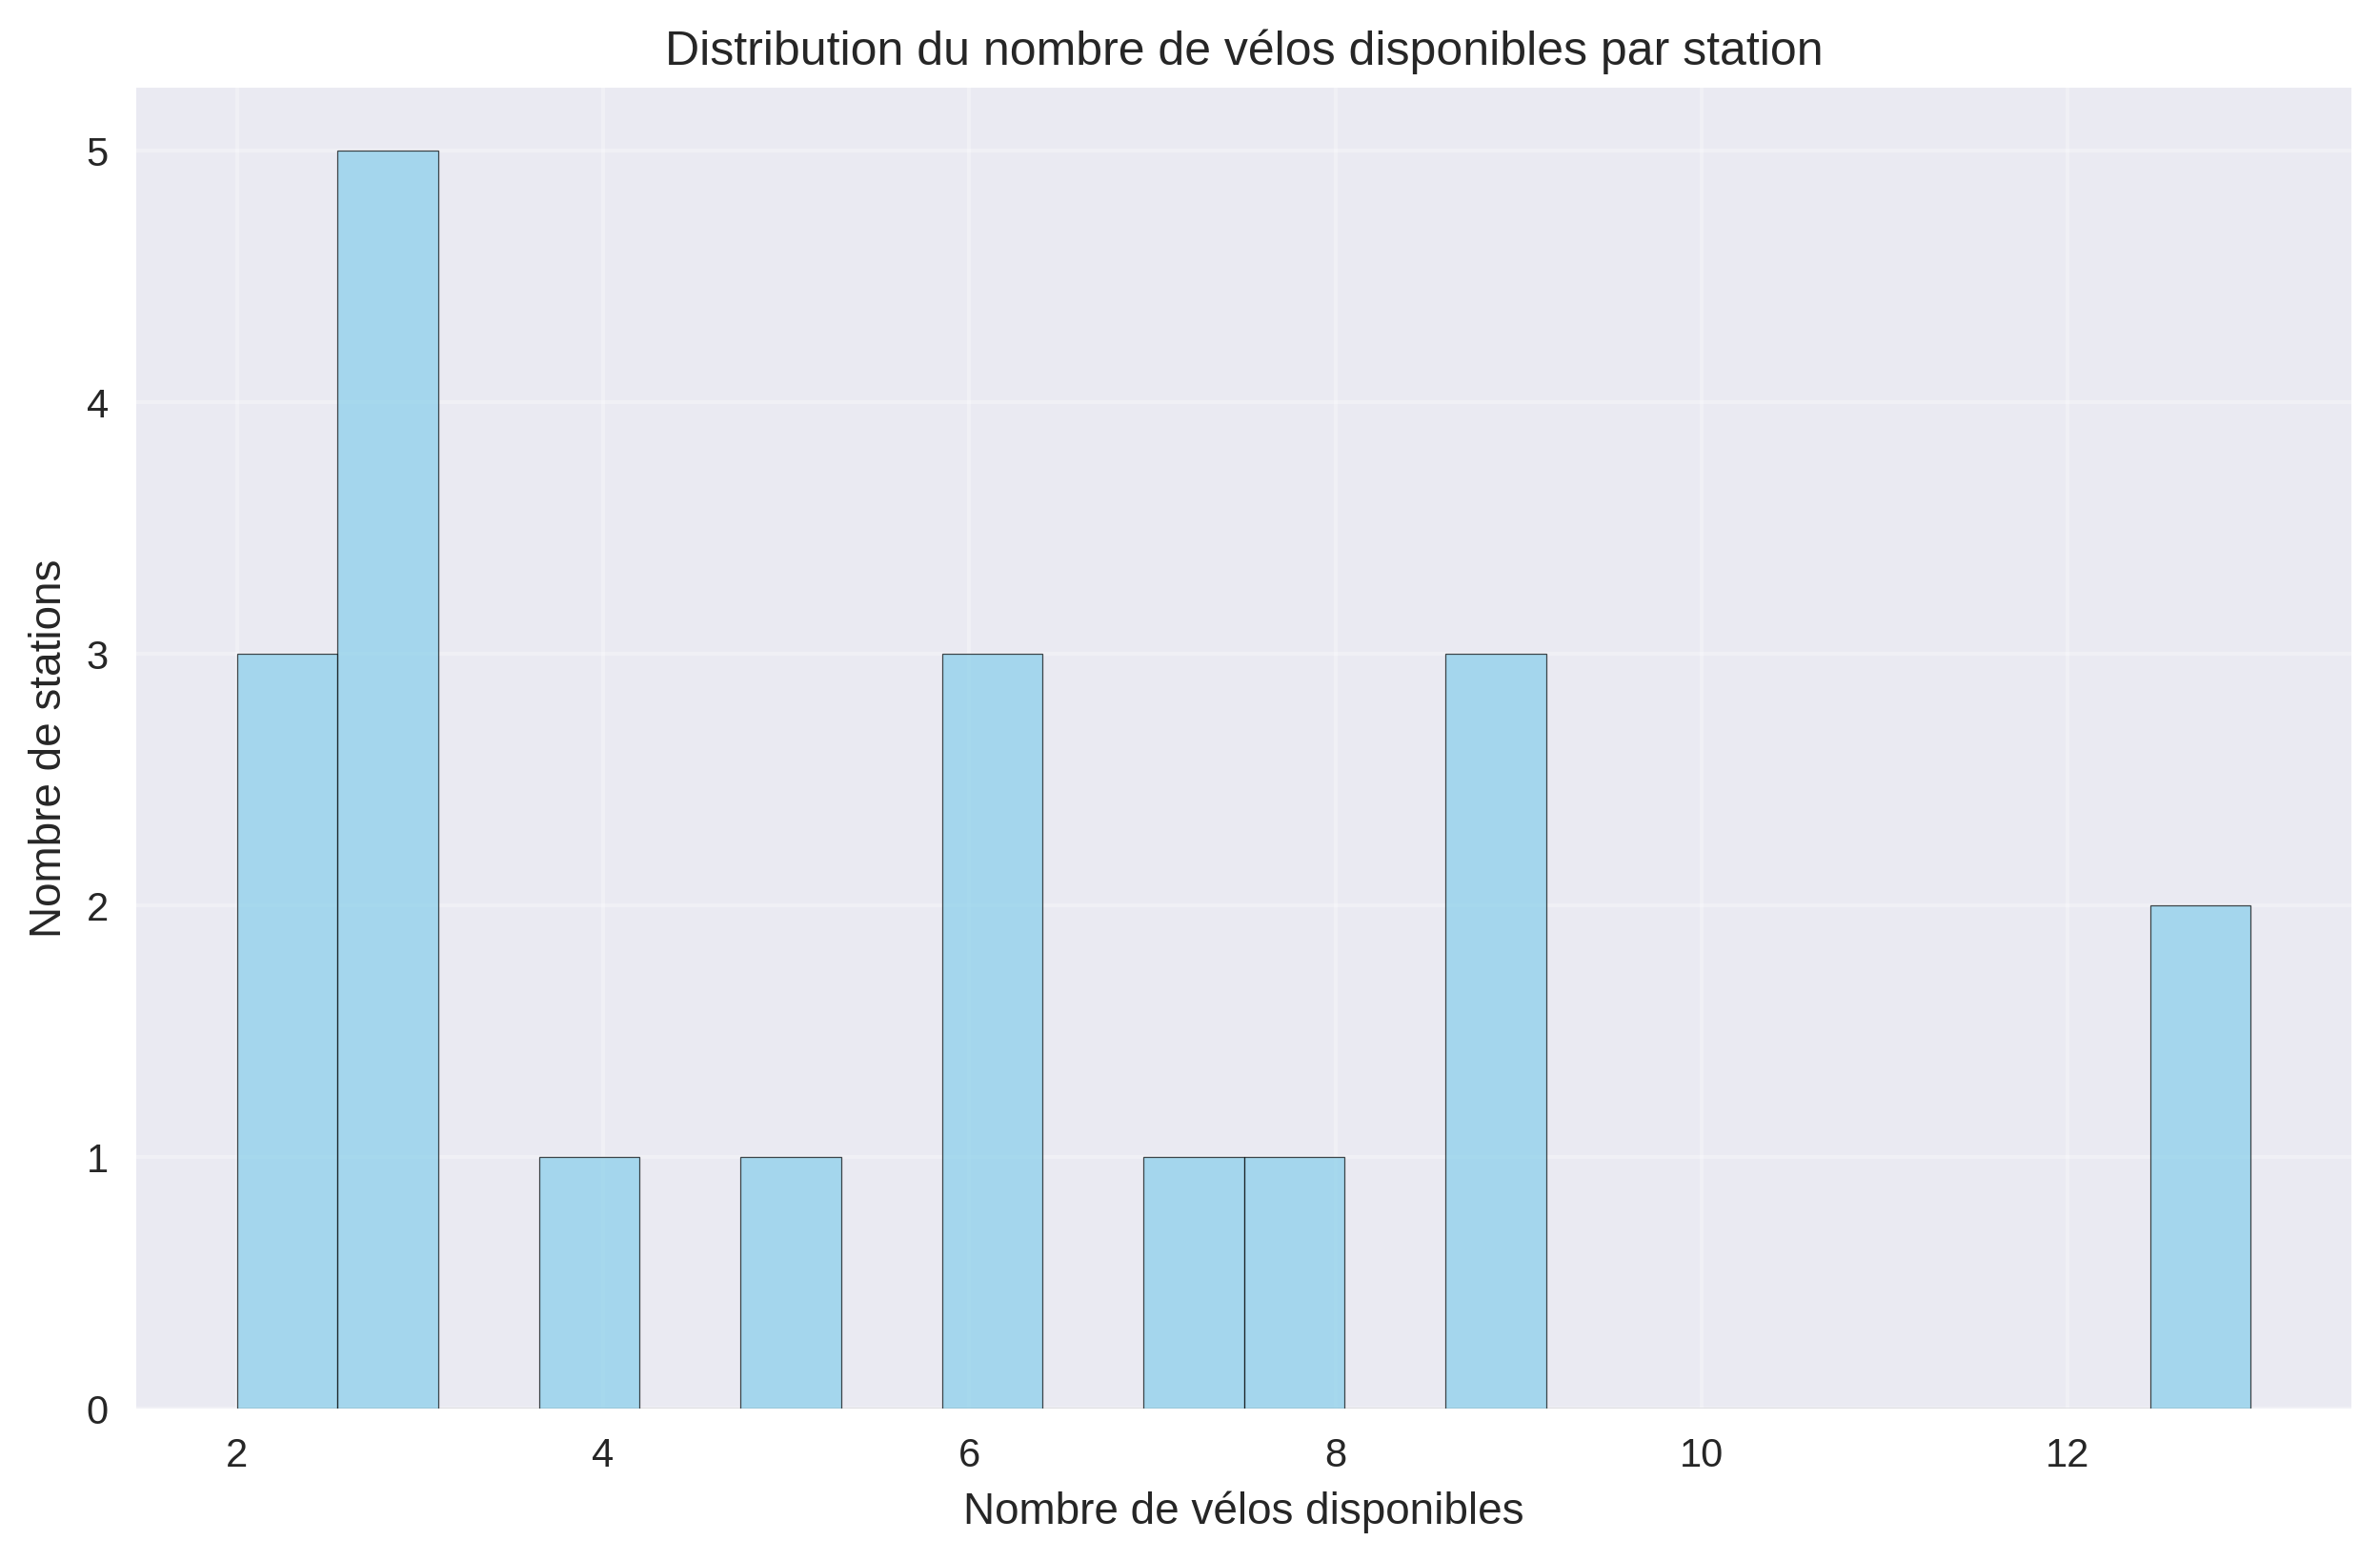 Distribution du nombre de vélos disponibles par station
Nombre de stations
5
4
3
2
1
0
2 4 6 8 10 12
Nombre de vélos disponibles